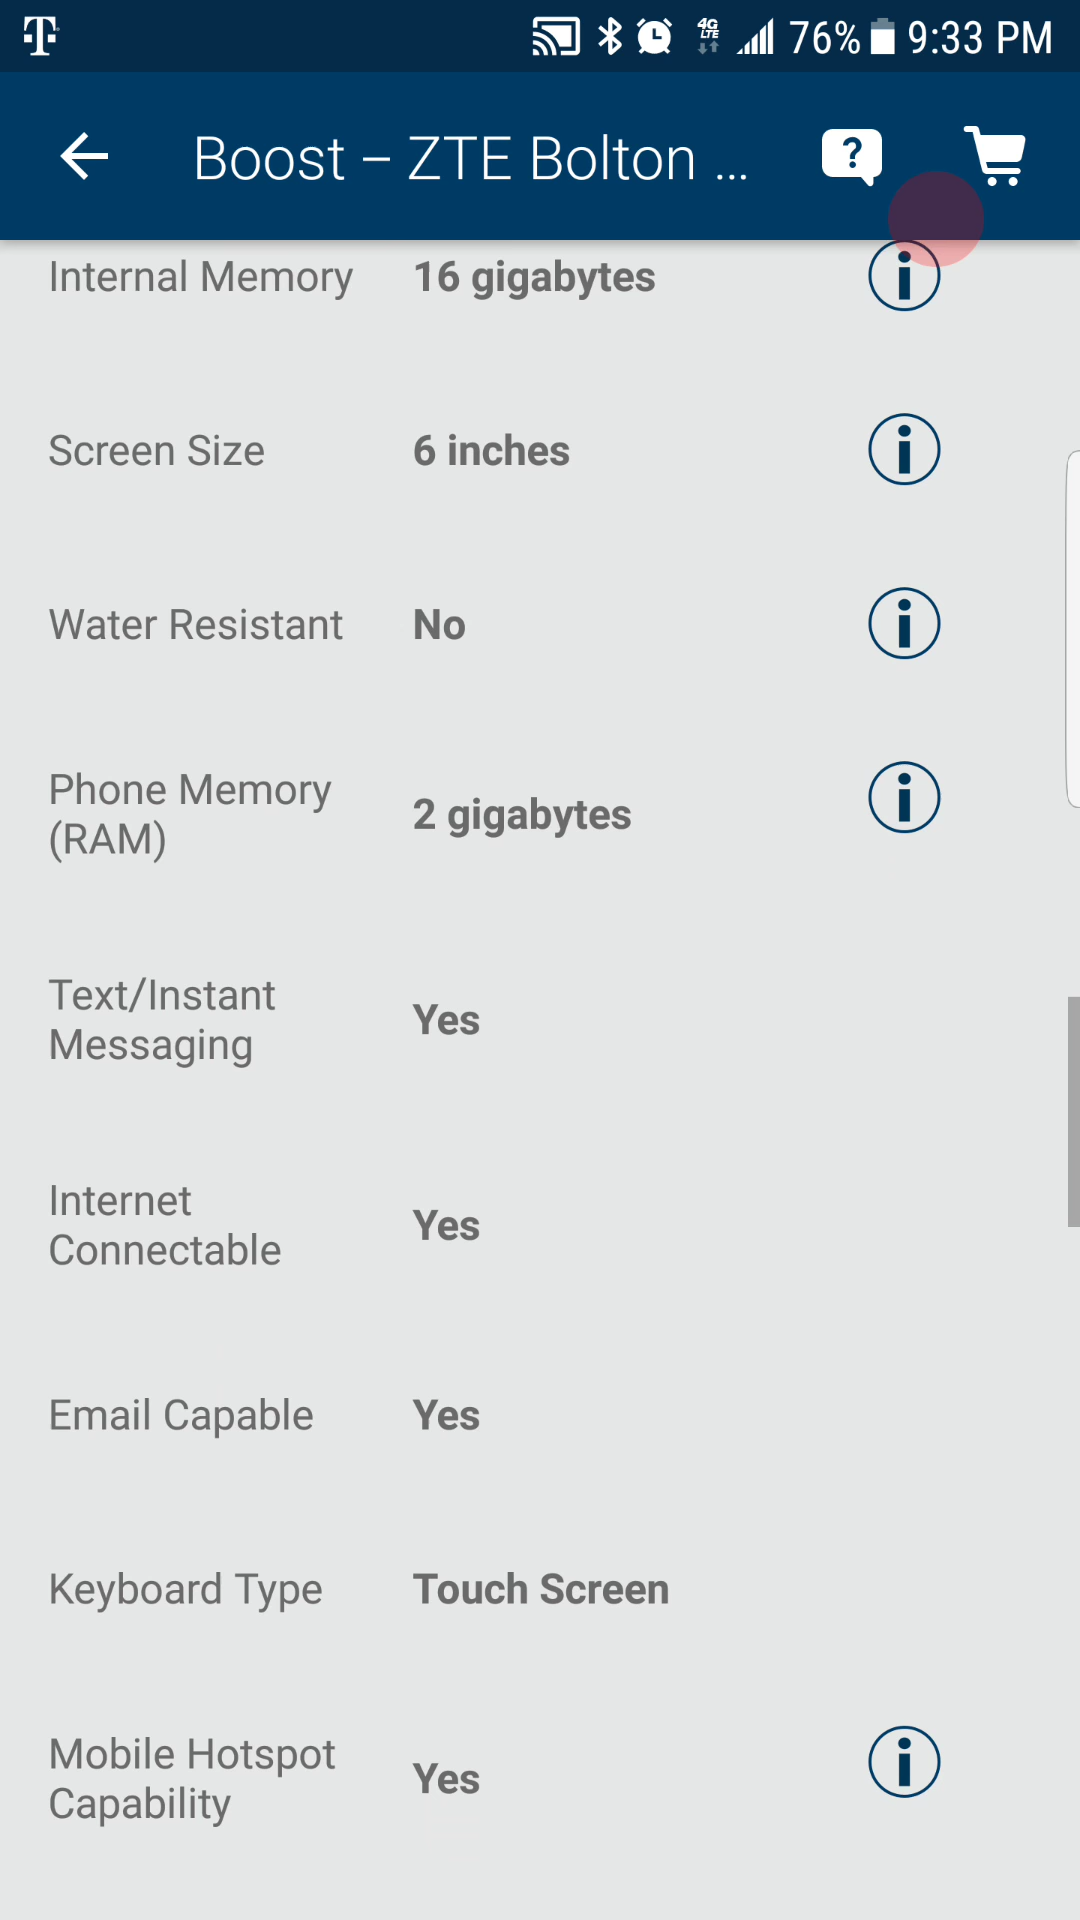 T 4G LTE 76% 9:33 PM
Boost – ZTE Bolton ... ?
Internal Memory 16 gigabytes i
Screen Size 6 inches i
Water Resistant No i
Phone Memory
(RAM) 2 gigabytes i
Text/Instant
Messaging Yes
Internet
Connectable Yes
Email Capable Yes
Keyboard Type Touch Screen
Mobile Hotspot
Capability Yes i